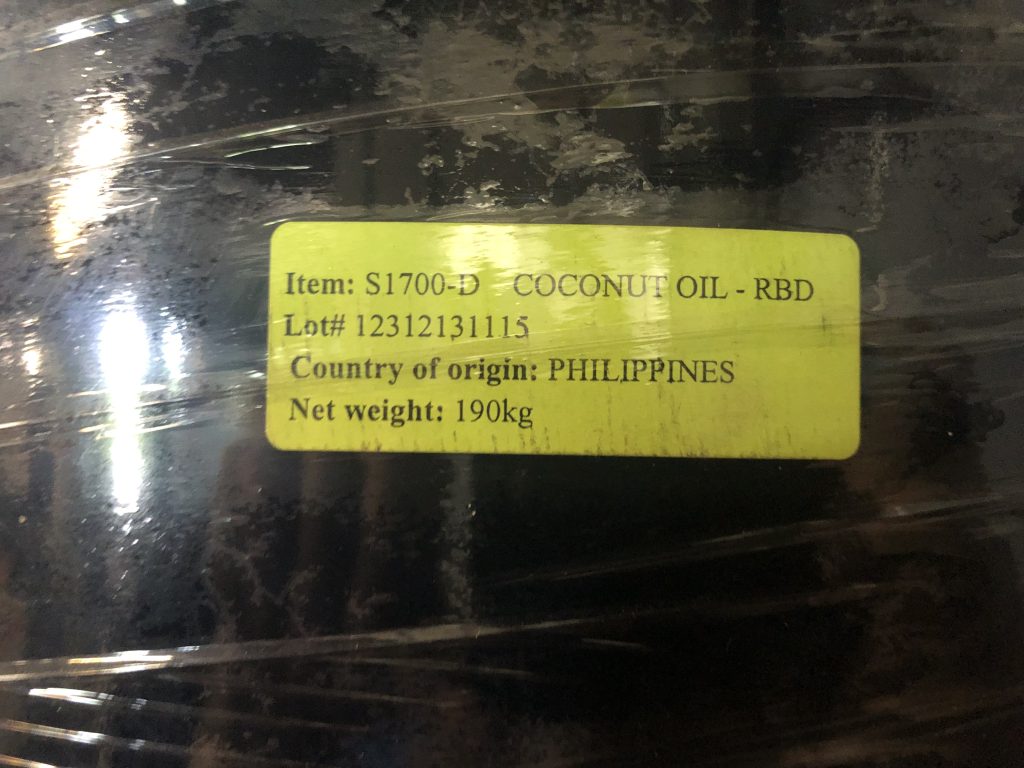 Item: S1700-D COCONUT OIL - RBD
Lot# 12312131115
Country of origin: PHILIPPINES
Net weight: 190kg